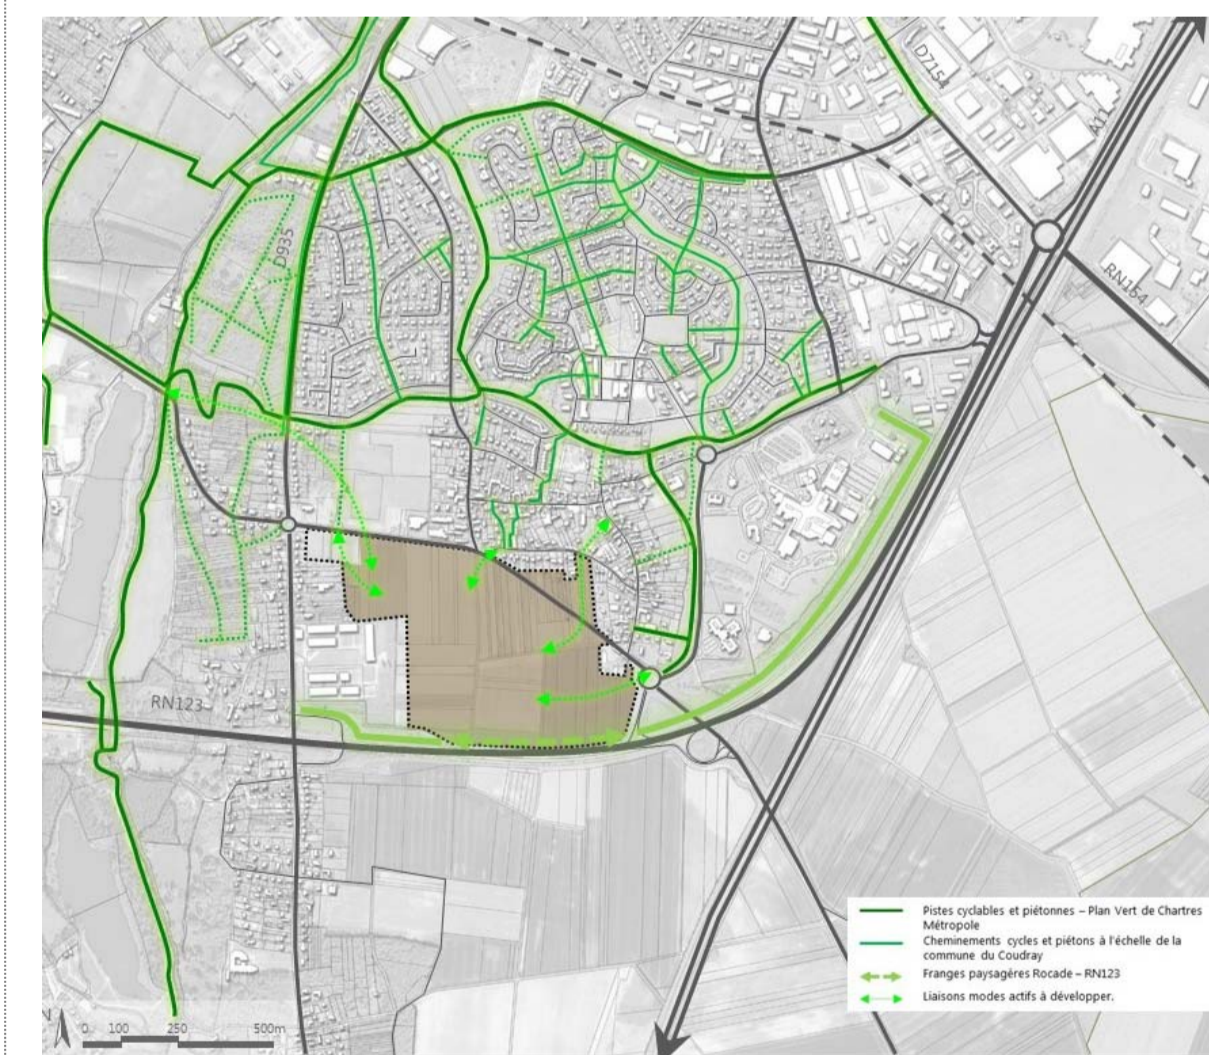 D7154
A11
D935
RN154
RN123
Pistes cyclables et piétonnes – Plan Vert de Chartres
Métropole
Cheminements cycles et piétons à l'échelle de la
commune du Coudray
Franges paysagères Rocade – RN123
Liaisons modes actifs à développer.
N
0 100 250 500m